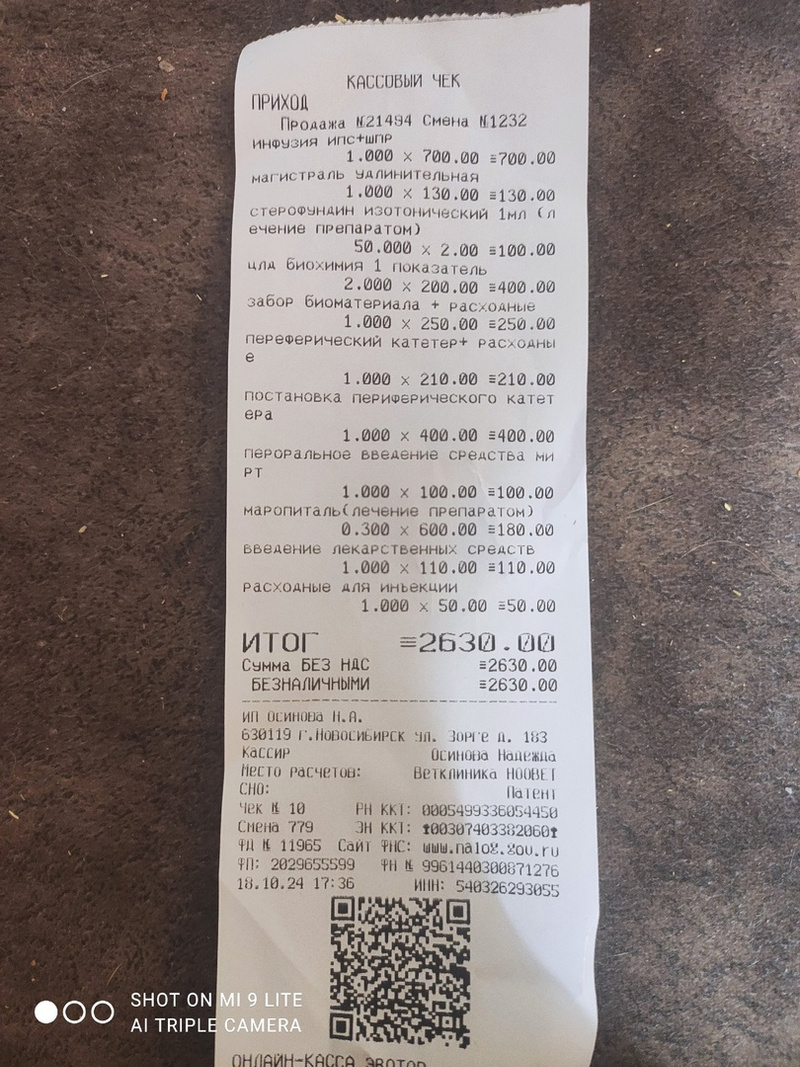 КАССОВЫЙ ЧЕК
ПРИХОД
Продажа №21494 Смена №1232
инфузия ипс+шпр
1.000 × 700.00 ≡700.00
магистраль удлинительная
1.000 × 130.00 ≡130.00
стерофундин изотонический 1мл (л
ечение препаратом)
50.000 × 2.00 ≡100.00
цлд биохимия 1 показатель
2.000 × 200.00 ≡400.00
забор биоматериала + расходные
1.000 × 250.00 ≡250.00
переферический катетер+ расходны
е
1.000 × 210.00 ≡210.00
постановка периферического катет
ера
1.000 × 400.00 ≡400.00
пероральное введение средства ми
рт
1.000 × 100.00 ≡100.00
маропиталь(лечение препаратом)
0.300 × 600.00 ≡180.00
введение лекарственных средств
1.000 × 110.00 ≡110.00
расходные для инъекции
1.000 × 50.00 ≡50.00
ИТОГ ≡2630.00
Сумма БЕЗ НДС ≡2630.00
БЕЗНАЛИЧНЫМИ ≡2630.00
ИП Осинова Н.А.
630119 г.Новосибирск ул. Зорге д. 183
Кассир Осинова Надежда
Место расчетов: Ветклиника НООВЕТ
СНО: Патент
Чек № 10 РН ККТ: 0005499336054450
Смена 779 ЗН ККТ: 00307403382060
ФД № 11965 Сайт ФНС: www.nalog.gov.ru
ФП: 2029655599 ФН № 9961440300871276
18.10.24 17:36 ИНН: 540326293055
ОНЛАЙН-КАССА ЭВОТОР
SHOT ON MI 9 LITE
AI TRIPLE CAMERA